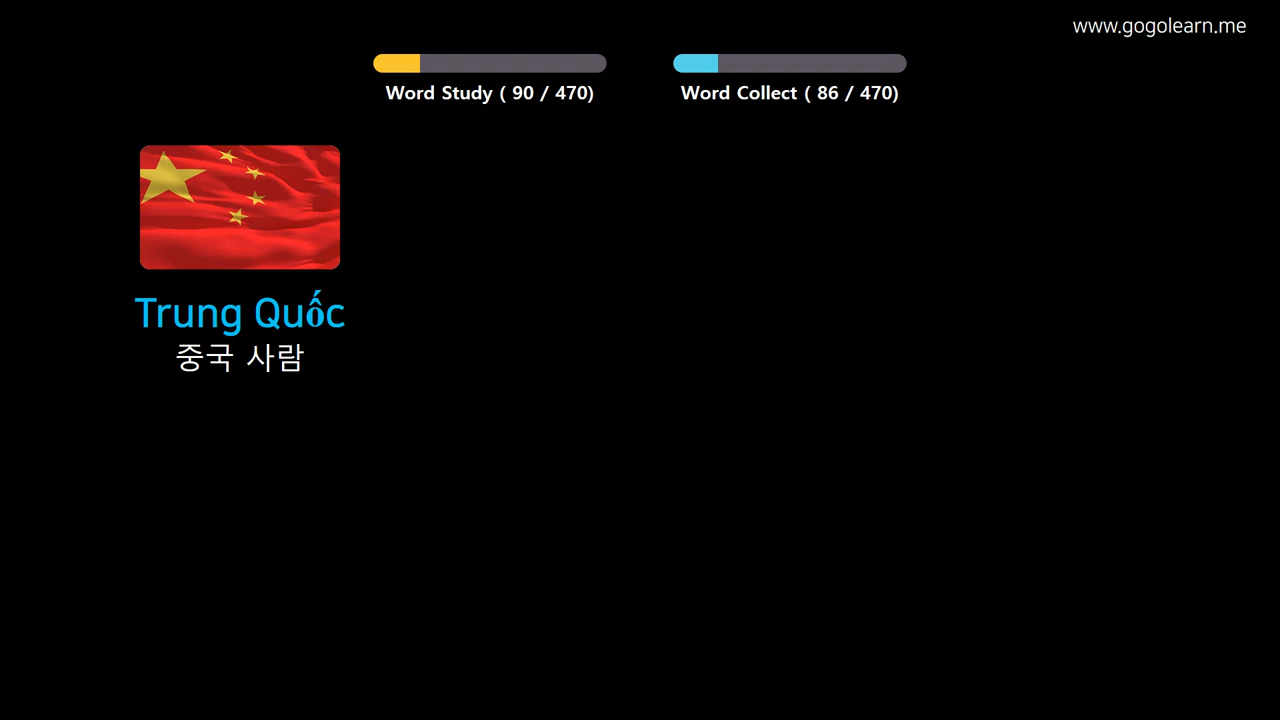 www.gogolearn.me
Word Study ( 90 / 470)
Word Collect ( 86 / 470)
Trung Quốc
중국 사람